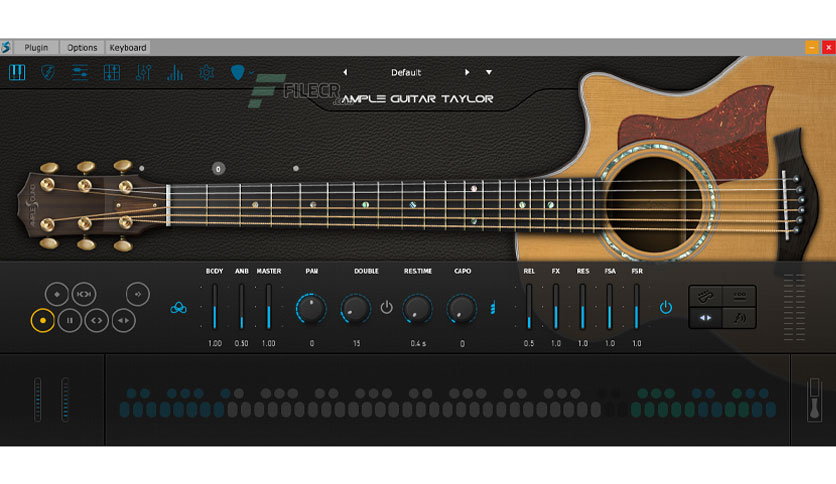 Plugin Options Keyboard
Default
FILECR
.com
AMPLE GUITAR TAYLOR
0
BODY AMB MASTER PAN DOUBLE RES.TIME CAPO REL FX RES FSA FSR
1.00 0.50 1.00 0 15 0.4 s 0 0.5 1.0 1.0 1.0 1.0